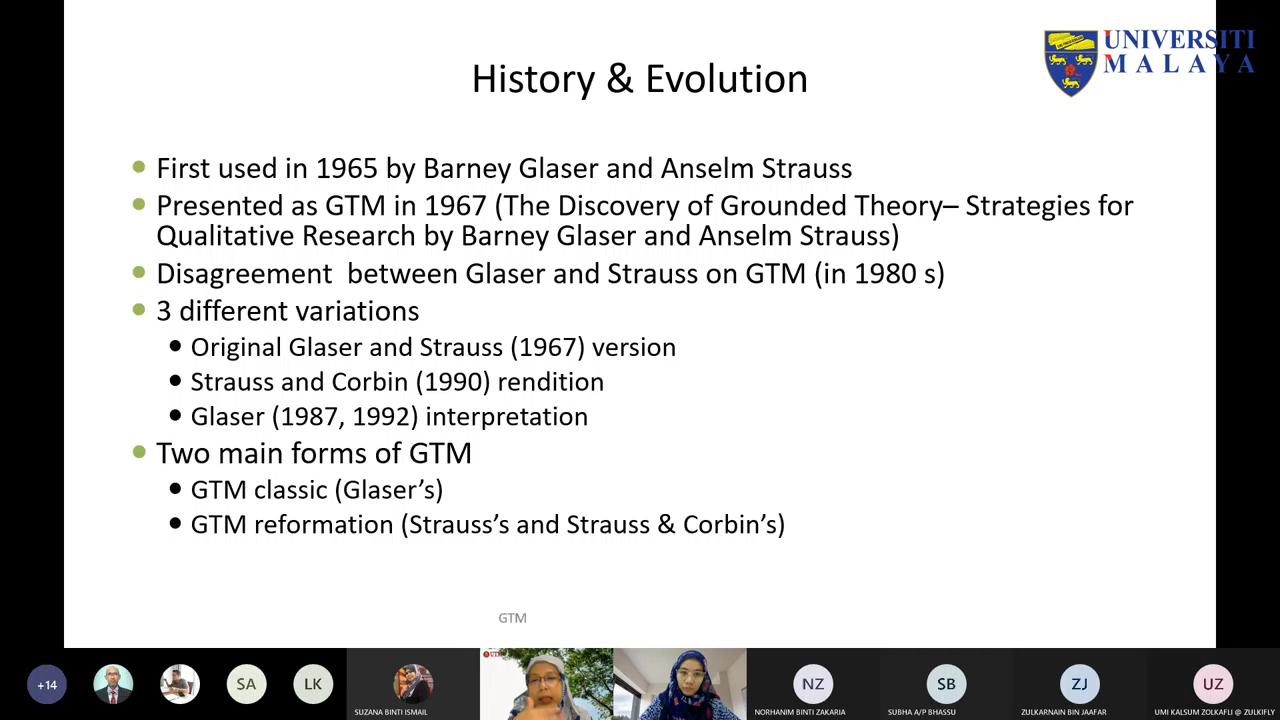 UNIVERSITI
MALAYA
History & Evolution
First used in 1965 by Barney Glaser and Anselm Strauss
Presented as GTM in 1967 (The Discovery of Grounded Theory– Strategies for
Qualitative Research by Barney Glaser and Anselm Strauss)
Disagreement  between Glaser and Strauss on GTM (in 1980 s)
3 different variations
Original Glaser and Strauss (1967) version
Strauss and Corbin (1990) rendition
Glaser (1987, 1992) interpretation
Two main forms of GTM
GTM classic (Glaser’s)
GTM reformation (Strauss’s and Strauss & Corbin’s)
GTM
+14
SA
LK
SUZANA BINTI ISMAIL
NZ
NORHANIM BINTI ZAKARIA
SB
SUBHA A/P BHASSU
ZJ
ZULKARNAIN BIN JAAFAR
UZ
UMI KALSUM ZOLKAFLI @ ZULKIFLY